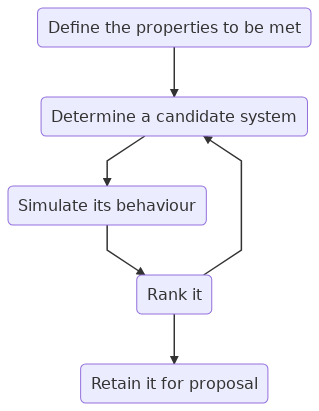 Define the properties to be met
Determine a candidate system
Simulate its behaviour
Rank it
Retain it for proposal